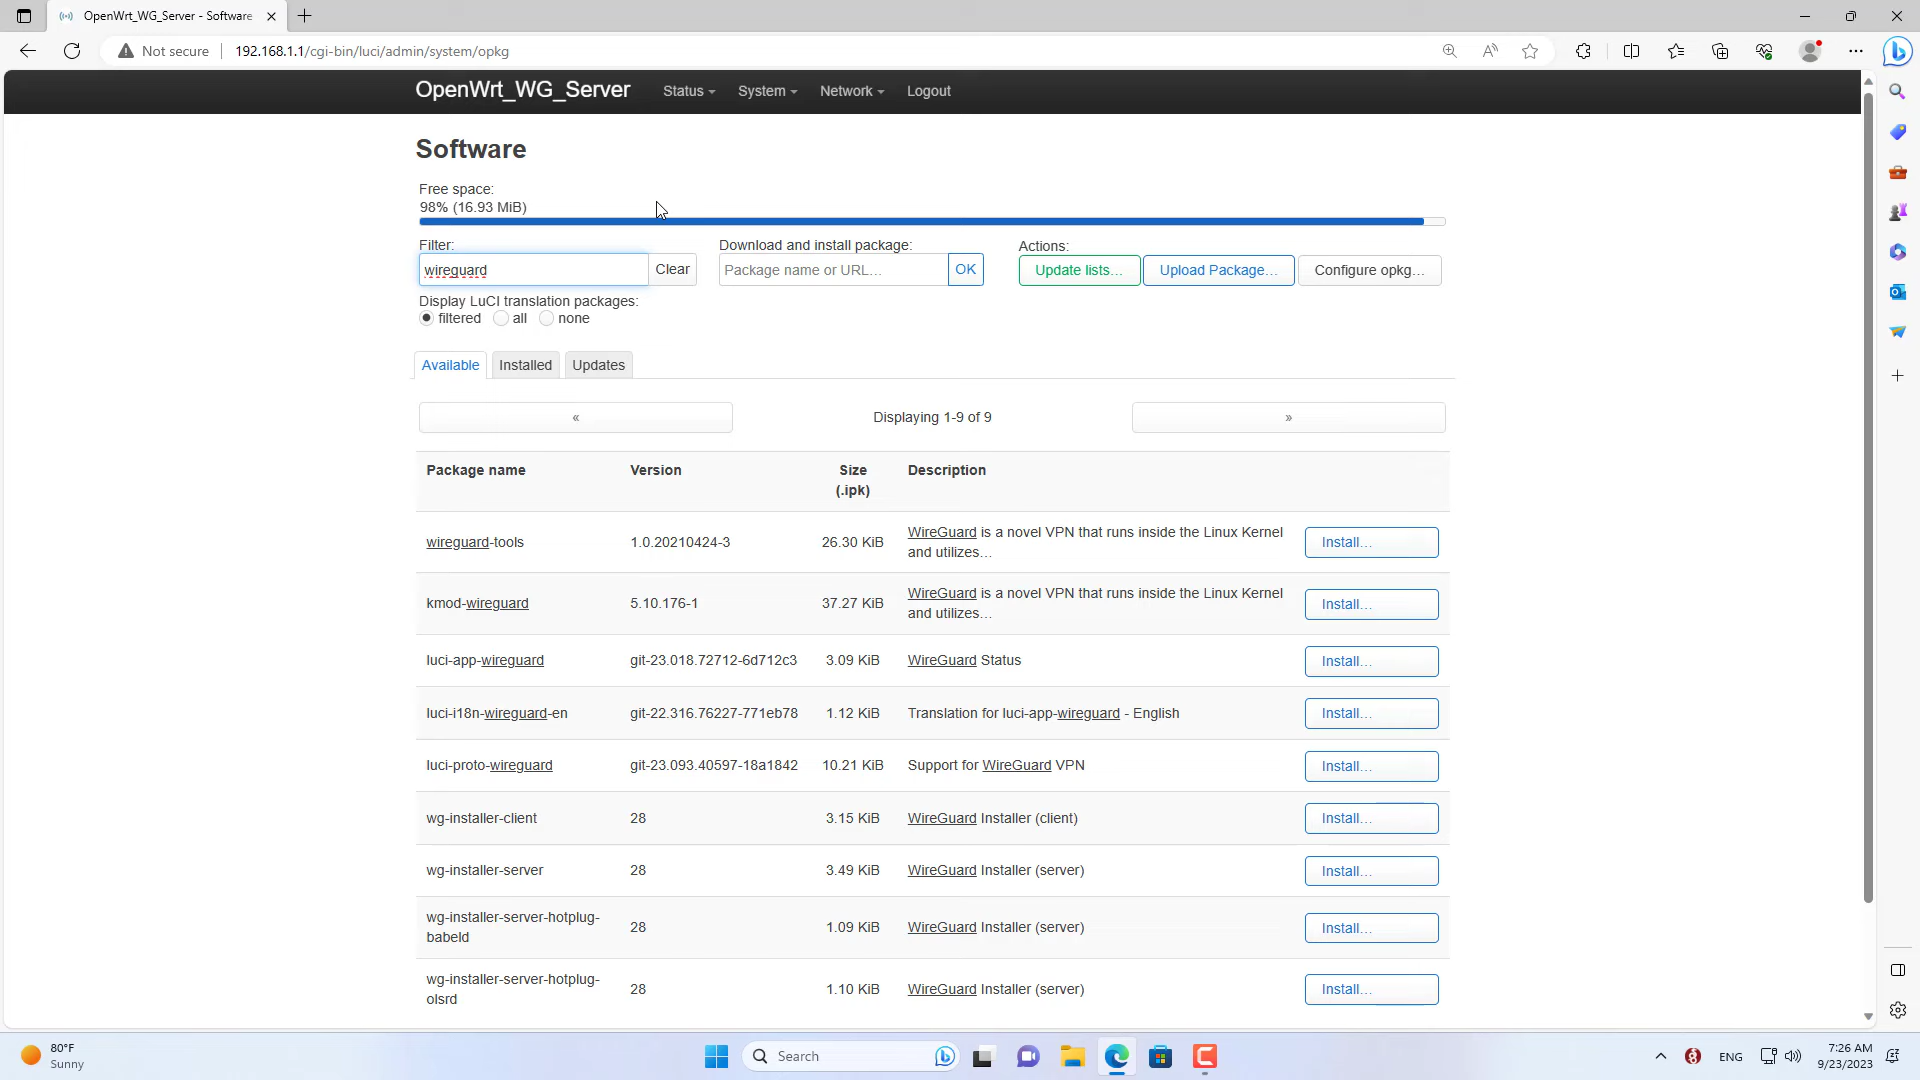 OpenWrt_WG_Server - Software
Not secure
192.168.1.1/cgi-bin/luci/admin/system/opkg
OpenWrt_WG_Server Status System Network Logout
Software
Free space:
98% (16.93 MiB)
Filter: Download and install package: Actions:
wireguard Clear Package name or URL… OK Update lists… Upload Package… Configure opkg…
Display LuCI translation packages:
filtered all none
Available Installed Updates
« Displaying 1-9 of 9 »
Package name Version Size (.ipk) Description
wireguard-tools 1.0.20210424-3 26.30 KiB WireGuard is a novel VPN that runs inside the Linux Kernel and utilizes… Install…
kmod-wireguard 5.10.176-1 37.27 KiB WireGuard is a novel VPN that runs inside the Linux Kernel and utilizes… Install…
luci-app-wireguard git-23.018.72712-6d712c3 3.09 KiB WireGuard Status Install…
luci-i18n-wireguard-en git-22.316.76227-771eb78 1.12 KiB Translation for luci-app-wireguard - English Install…
luci-proto-wireguard git-23.093.40597-18a1842 10.21 KiB Support for WireGuard VPN Install…
wg-installer-client 28 3.15 KiB WireGuard Installer (client) Install…
wg-installer-server 28 3.49 KiB WireGuard Installer (server) Install…
wg-installer-server-hotplug-babeld 28 1.09 KiB WireGuard Installer (server) Install…
wg-installer-server-hotplug-olsrd 28 1.10 KiB WireGuard Installer (server) Install…
80°F
Sunny
Search
ENG
7:26 AM
9/23/2023